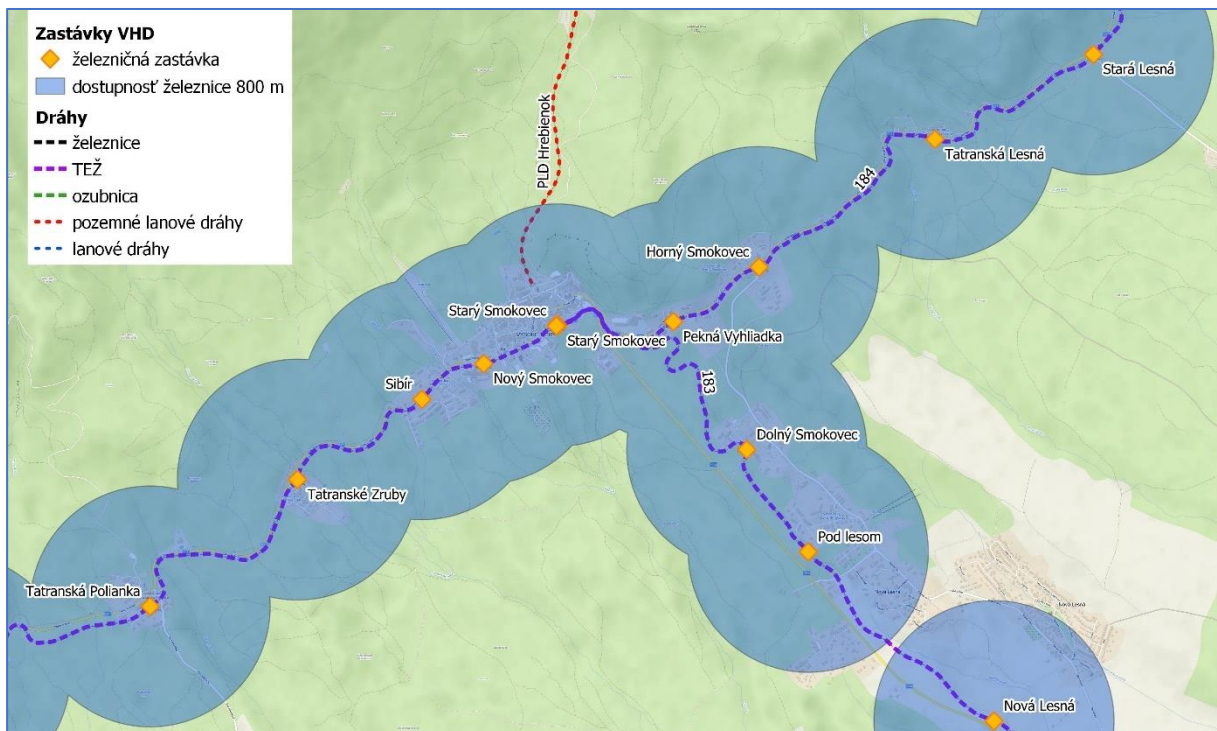 Zastávky VHD
železničná zastávka
dostupnosť železnice 800 m
Dráhy
železnice
TEŽ
ozubnica
pozemné lanové dráhy
lanové dráhy
PLD Hrebienok
Stará Lesná
Tatranská Lesná
184
Horný Smokovec
Starý Smokovec
Starý Smokovec
Pekná Vyhliadka
Nový Smokovec
Sibír
183
Dolný Smokovec
Tatranské Zruby
Pod lesom
Tatranská Polianka
Nová Lesná
Nová Lesná